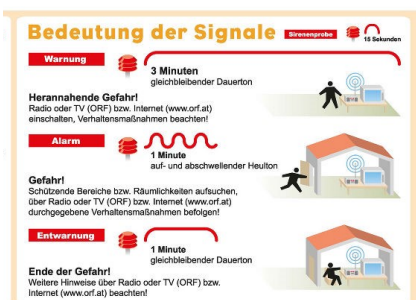 Bedeutung der Signale
Sirenenprobe
15 Sekunden
Warnung
3 Minuten
gleichbleibender Dauerton
Herannahende Gefahr!
Radio oder TV (ORF) bzw. Internet (www.orf.at)
einschalten, Verhaltensmaßnahmen beachten!
Alarm
1 Minute
auf- und abschwellender Heulton
Gefahr!
Schützende Bereiche bzw. Räumlichkeiten aufsuchen,
über Radio oder TV (ORF) bzw. Internet (www.orf.at)
durchgegebene Verhaltensmaßnahmen befolgen!
Entwarnung
1 Minute
gleichbleibender Dauerton
Ende der Gefahr!
Weitere Hinweise über Radio oder TV (ORF) bzw.
Internet (www.orf.at) beachten!